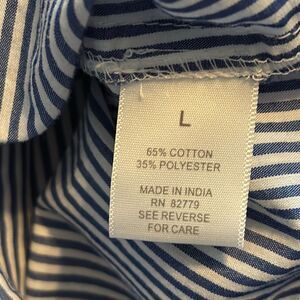 L
65% COTTON
35% POLYESTER
MADE IN INDIA
RN 82779
SEE REVERSE
FOR CARE